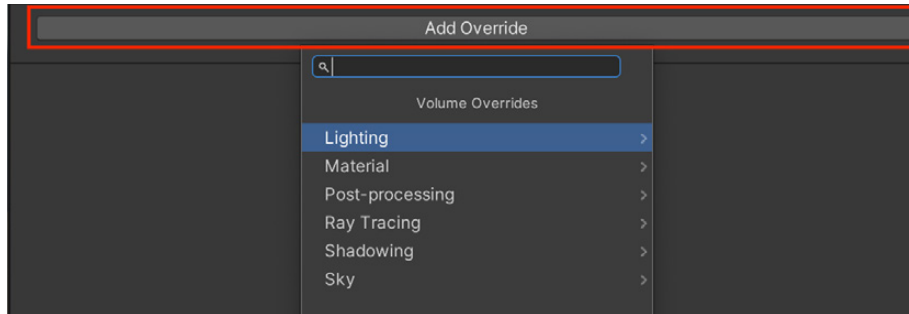 Add Override
Volume Overrides
Lighting
Material
Post-processing
Ray Tracing
Shadowing
Sky